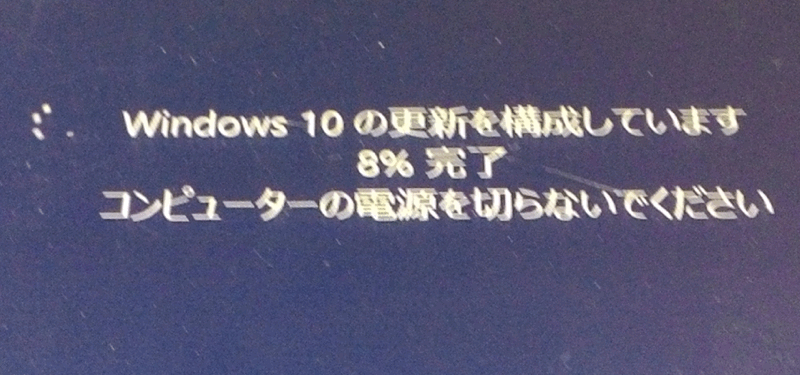 Windows 10 の更新を構成しています
8% 完了
コンピューターの電源を切らないでください